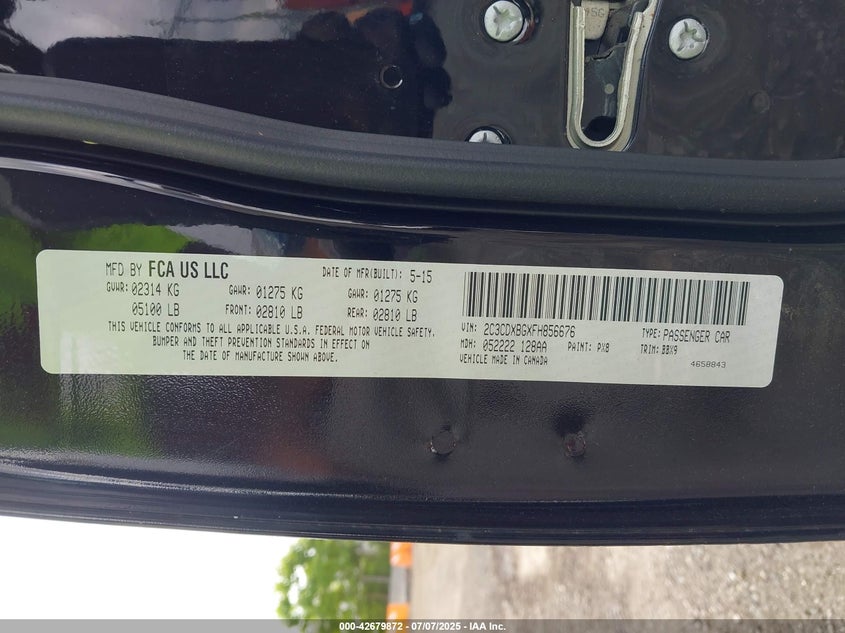 95G
MFD BY FCA US LLC DATE OF MFR(BUILT): 5-15
GVWR: 02314 KG GAWR: 01275 KG GAWR: 01275 KG
05100 LB FRONT: 02810 LB REAR: 02810 LB
THIS VEHICLE CONFORMS TO ALL APPLICABLE U.S.A. FEDERAL MOTOR VEHICLE SAFETY,
BUMPER AND THEFT PREVENTION STANDARDS IN EFFECT ON
THE DATE OF MANUFACTURE SHOWN ABOVE.
VIN: 2C3CDXBGXFH856676 TYPE: PASSENGER CAR
MDH: 052222 128AA PAINT: PX8 TRIM: BBX9
VEHICLE MADE IN CANADA 4658843
000-42679872 | 07/07/2025 | IAA Inc.